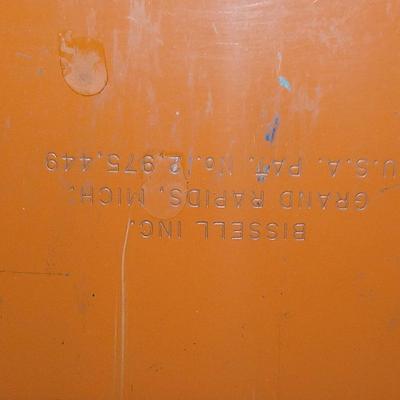 BISSELL INC.
GRAND RAPIDS, MICH.
U.S.A. PAT. No. 2,975,449